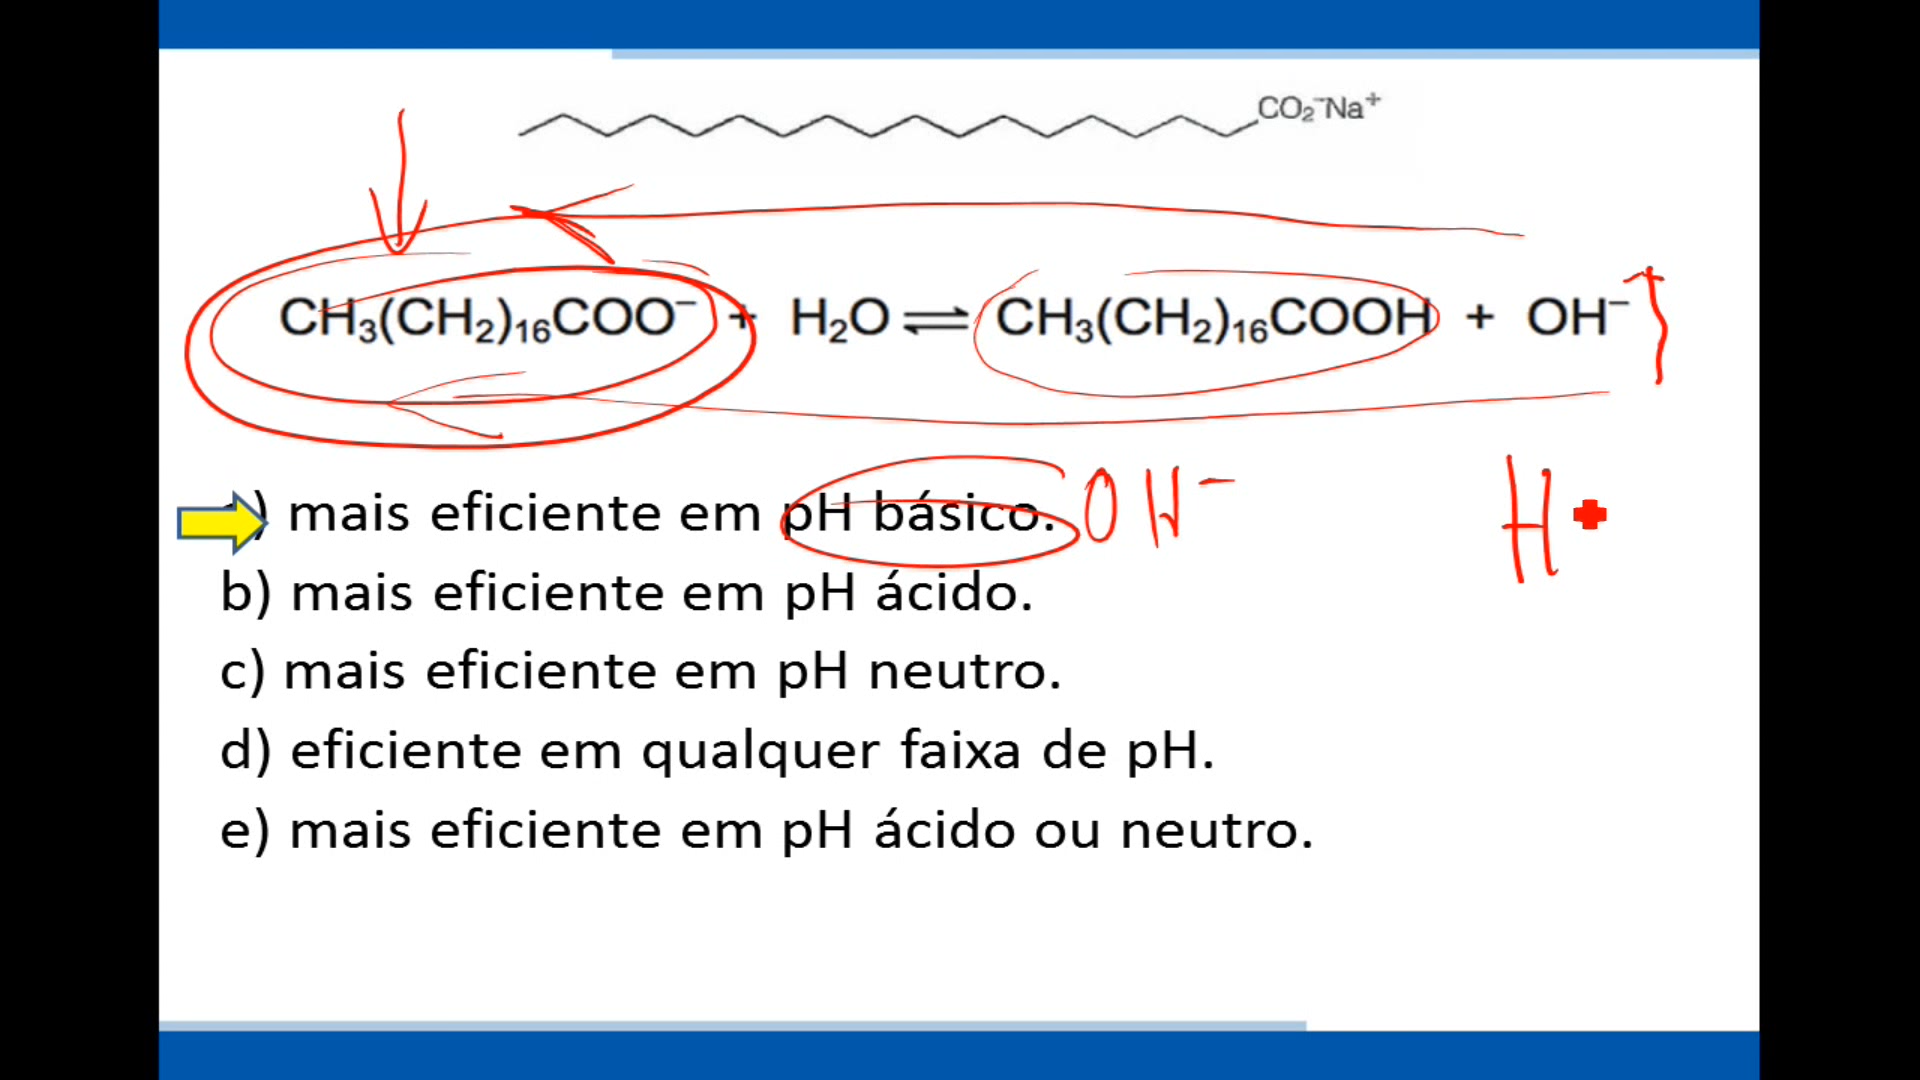 CO₂⁻Na⁺
CH₃(CH₂)₁₆COO⁻ + H₂O ⇌ CH₃(CH₂)₁₆COOH + OH⁻
) mais eficiente em pH básico. OH⁻ H+
b) mais eficiente em pH ácido.
c) mais eficiente em pH neutro.
d) eficiente em qualquer faixa de pH.
e) mais eficiente em pH ácido ou neutro.